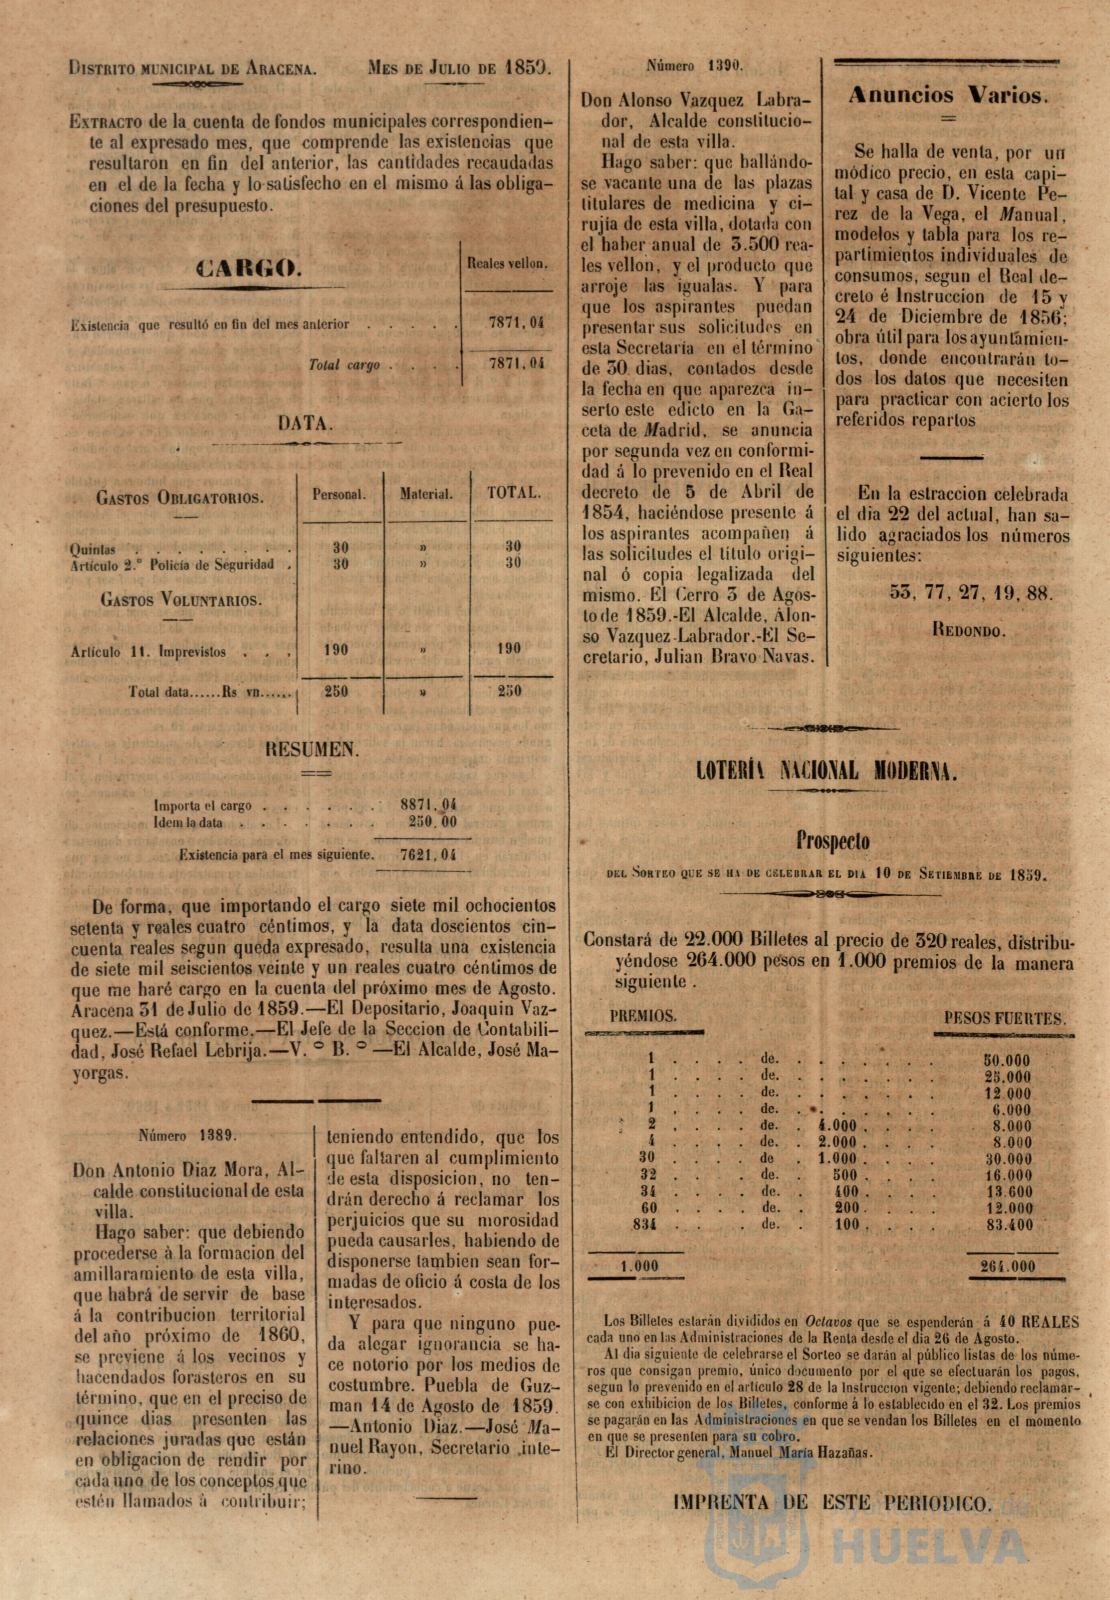 Distrito municipal de Aracena. Mes de Julio de 1859.
Extracto de la cuenta de fondos municipales correspondien-
te al expresado mes, que comprende las existencias que
resultaron en fin del anterior, las cantidades recaudadas
en el de la fecha y lo satisfecho en el mismo á las obliga-
ciones del presupuesto.
CARGO.
Reales vellon.
Existencia que resultó en fin del mes anterior . . . . . 7871,04
Total cargo . . . . 7871,04
DATA.
Gastos Obligatorios. Personal. Material. TOTAL.
Quintas . . . . . . . . 30 » 30
Artículo 2.° Policía de Seguridad . 30 » 30
Gastos Voluntarios.
Artículo 11. Imprevistos . . . 190 » 190
Total data......Rs vn...... 250 » 250
RESUMEN.
Importa el cargo . . . . . . 8871,04
Idem la data . . . . . . . 250,00
Existencia para el mes siguiente. 7621,04
De forma, que importando el cargo siete mil ochocientos
setenta y reales cuatro céntimos, y la data doscientos cin-
cuenta reales segun queda expresado, resulta una existencia
de siete mil seiscientos veinte y un reales cuatro céntimos de
que me haré cargo en la cuenta del próximo mes de Agosto.
Aracena 31 de Julio de 1859.—El Depositario, Joaquin Vaz-
quez.—Está conforme.—El Jefe de la Seccion de Contabili-
dad, José Refael Lebrija.—V.° B.°—El Alcalde, José Ma-
yorgas.
Número 1389.
Don Antonio Diaz Mora, Al-
calde constitucional de esta
villa.
Hago saber: que debiendo
procederse à la formacion del
amillaramiento de esta villa,
que habrá de servir de base
á la contribucion territorial
del año próximo de 1860,
se previene á los vecinos y
hacendados forasteros en su
término, que en el preciso de
quince dias presenten las
relaciones juradas que están
en obligacion de rendir por
cada uno de los conceptos que
estén llamados á contribuir;
teniendo entendido, que los
que faltaren al cumplimiento
de esta disposicion, no ten-
drán derecho á reclamar los
perjuicios que su morosidad
pueda causarles, habiendo de
disponerse tambien sean for-
madas de oficio á costa de los
interesados.
Y para que ninguno pue-
da alegar ignorancia se ha-
ce notorio por los medios de
costumbre. Puebla de Guz-
man 14 de Agosto de 1859.
—Antonio Diaz.—José Ma-
nuel Rayon, Secretario inte-
rino.
Número 1390.
Don Alonso Vazquez Labra-
dor, Alcalde constitucio-
nal de esta villa.
Hago saber: que hallándo-
se vacante una de las plazas
titulares de medicina y ci-
rujía de esta villa, dotada con
el haber anual de 3.500 rea-
les vellon, y el producto que
arroje las igualas. Y para
que los aspirantes puedan
presentar sus solicitudes en
esta Secretaría en el término
de 30 dias, contados desde
la fecha en que aparezca in-
serto este edicto en la Ga-
ceta de Madrid, se anuncia
por segunda vez en conformi-
dad á lo prevenido en el Real
decreto de 5 de Abril de
1854, haciéndose presente á
los aspirantes acompañen á
las solicitudes el título origi-
nal ó copia legalizada del
mismo. El Cerro 3 de Agos-
to de 1859.-El Alcalde, Alon-
so Vazquez Labrador.-El Se-
cretario, Julian Bravo Navas.
Anuncios Varios.
Se halla de venta, por un
módico precio, en esta capi-
tal y casa de D. Vicente Pe-
rez de la Vega, el Manual,
modelos y tabla para los re-
partimientos individuales de
consumos, segun el Real de-
creto é Instruccion de 15 y
24 de Diciembre de 1856;
obra útil para los ayuntamien-
tos, donde encontrarán to-
dos los datos que necesiten
para practicar con acierto los
referidos repartos
En la estraccion celebrada
el dia 22 del actual, han sa-
lido agraciados los números
siguientes:
53, 77, 27, 19, 88.
Redondo.
LOTERÍA NACIONAL MODERNA.
Prospecto
del Sorteo que se ha de celebrar el dia 10 de Setiembre de 1859.
Constará de 22.000 Billetes al precio de 320 reales, distribu-
yéndose 264.000 pesos en 1.000 premios de la manera
siguiente .
PREMIOS. PESOS FUERTES.
1 . . . . de. . . . . . . . 50.000
1 . . . . de. . . . . . . . 25.000
1 . . . . de. . . . . . . . 12.000
1 . . . . de. . . . . . . . 6.000
2 . . . . de. . 4.000 . . . . 8.000
4 . . . . de. . 2.000 . . . . 8.000
30 . . . . de . 1.000 . . . . 30.000
32 . . . . de. . 500 . . . . 16.000
34 . . . . de. . 400 . . . . 13.600
60 . . . . de. . 200 . . . . 12.000
834 . . . . de. . 100 . . . . 83.400
1.000 264.000
Los Billetes estarán divididos en Octavos que se espenderán á 40 REALES
cada uno en las Administraciones de la Renta desde el dia 26 de Agosto.
Al dia siguiente de celebrarse el Sorteo se darán al público listas de los núme-
ros que consigan premio, único documento por el que se efectuarán los pagos,
segun lo prevenido en el artículo 28 de la Instruccion vigente; debiendo reclamar-
se con exhibicion de los Billetes, conforme á lo establecido en el 32. Los premios
se pagarán en las Administraciones en que se vendan los Billetes en el momento
en que se presenten para su cobro.
El Director general, Manuel María Hazañas.
IMPRENTA DE ESTE PERIODICO.
HUELVA